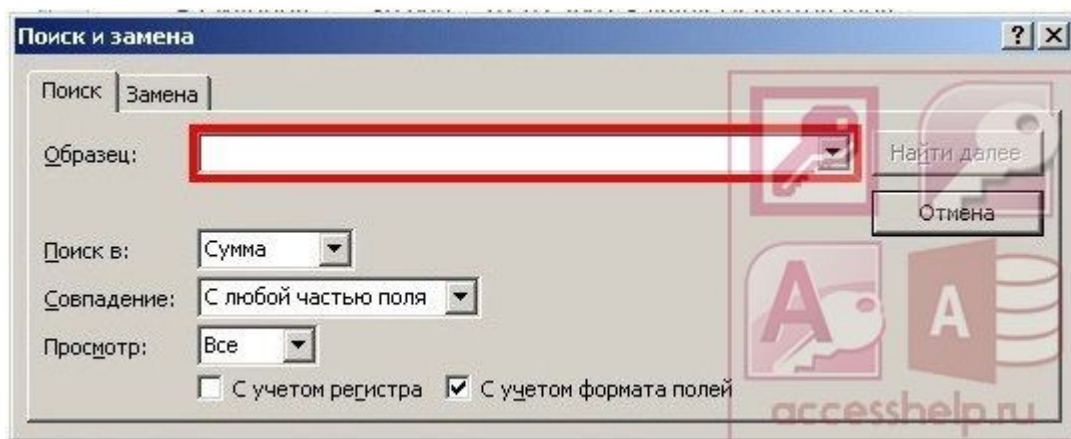 Поиск и замена
Поиск Замена
Образец:
Найти далее
Отмена
Поиск в: Сумма
Совпадение: С любой частью поля
Просмотр: Все
С учетом регистра С учетом формата полей
accesshelp.ru